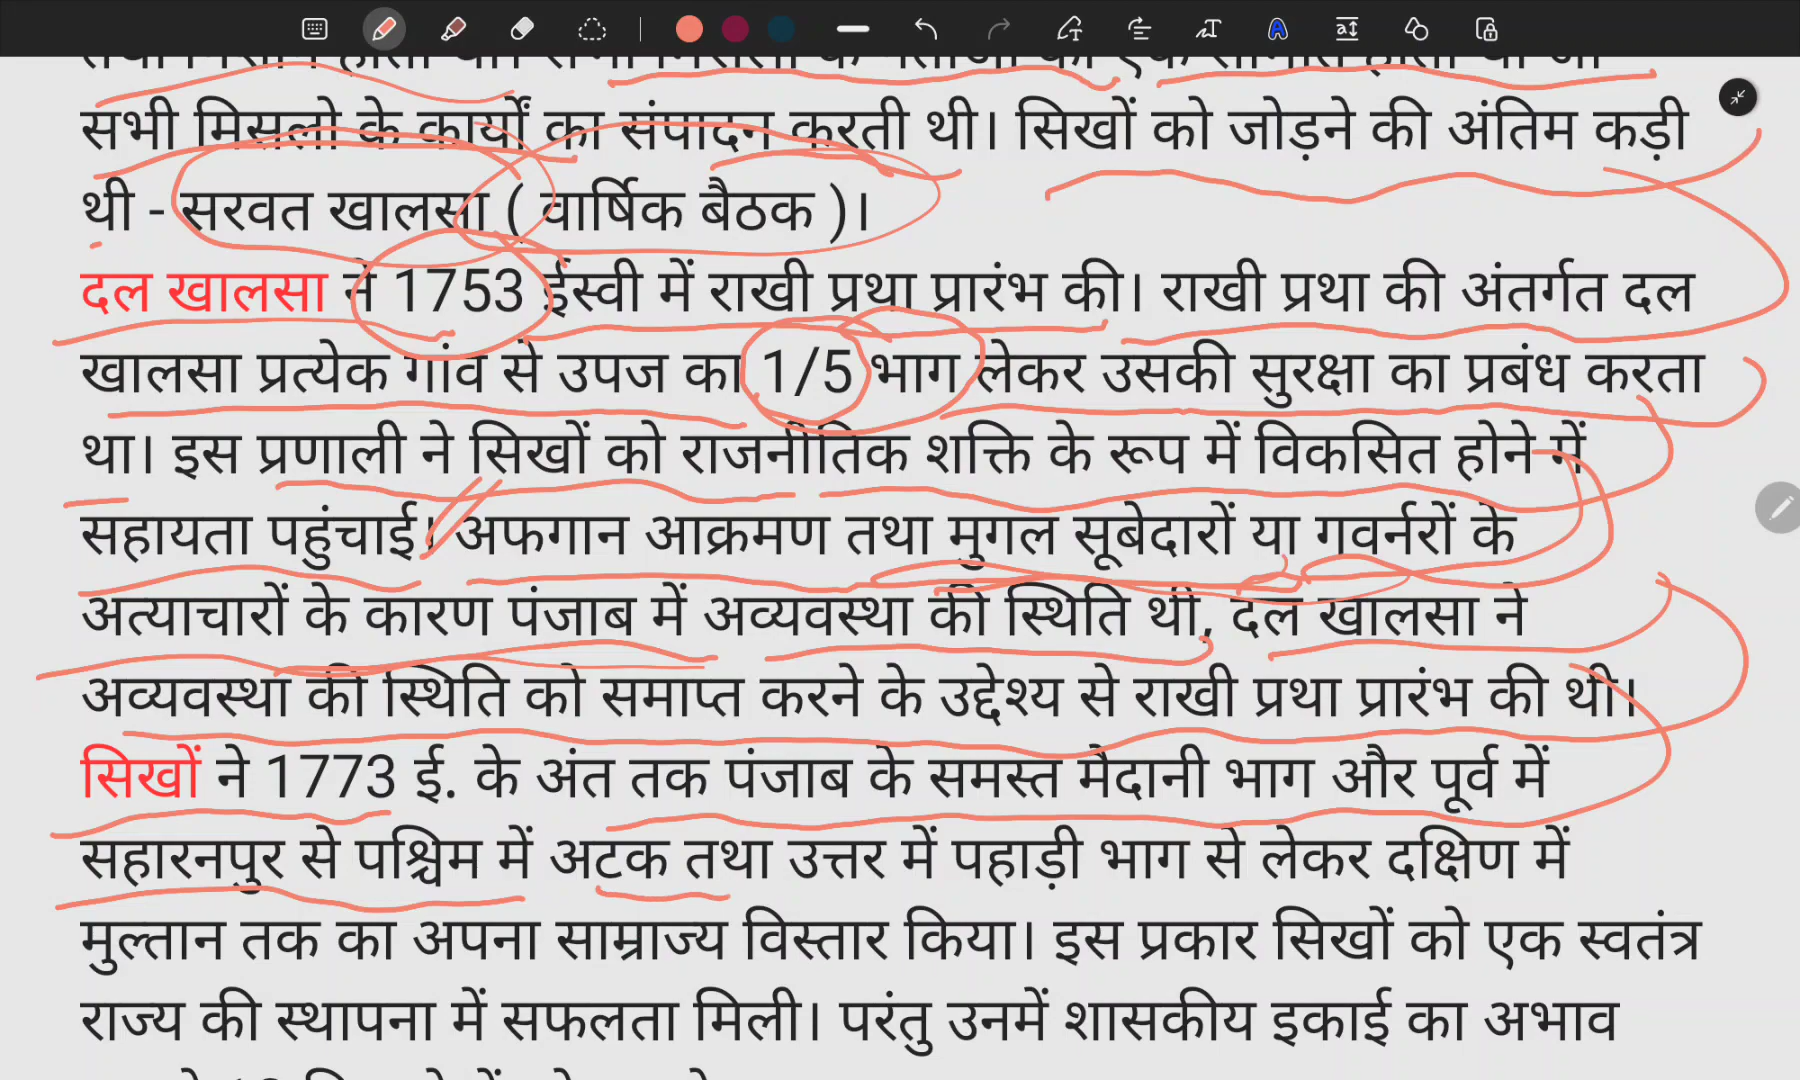 सभी मिसलो के कार्यों का संपादन करती थी। सिखों को जोड़ने की अंतिम कड़ी
थी - सरवत खालसा ( वार्षिक बैठक )।
दल खालसा ने 1753 ईस्वी में राखी प्रथा प्रारंभ की। राखी प्रथा की अंतर्गत दल
खालसा प्रत्येक गांव से उपज का 1/5 भाग लेकर उसकी सुरक्षा का प्रबंध करता
था। इस प्रणाली ने सिखों को राजनीतिक शक्ति के रूप में विकसित होने में
सहायता पहुंचाई। अफगान आक्रमण तथा मुगल सूबेदारों या गवर्नरों के
अत्याचारों के कारण पंजाब में अव्यवस्था की स्थिति थी, दल खालसा ने
अव्यवस्था की स्थिति को समाप्त करने के उद्देश्य से राखी प्रथा प्रारंभ की थी।
सिखों ने 1773 ई. के अंत तक पंजाब के समस्त मैदानी भाग और पूर्व में
सहारनपुर से पश्चिम में अटक तथा उत्तर में पहाड़ी भाग से लेकर दक्षिण में
मुल्तान तक का अपना साम्राज्य विस्तार किया। इस प्रकार सिखों को एक स्वतंत्र
राज्य की स्थापना में सफलता मिली। परंतु उनमें शासकीय इकाई का अभाव